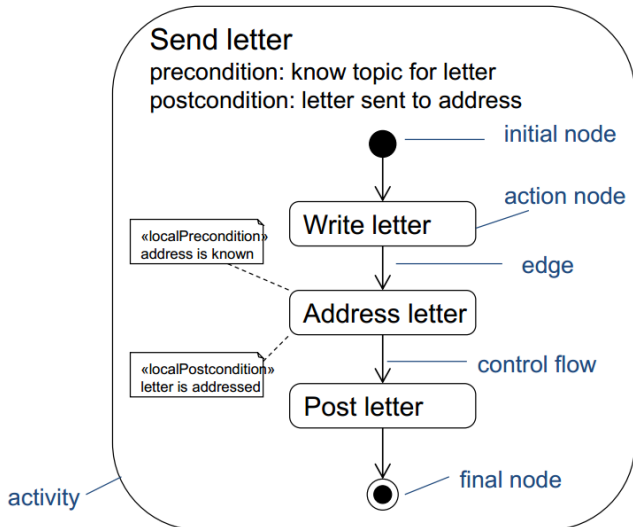 Send letter
precondition: know topic for letter
postcondition: letter sent to address
initial node
action node
Write letter
«localPrecondition»
address is known
edge
Address letter
«localPostcondition»
letter is addressed
control flow
Post letter
final node
activity